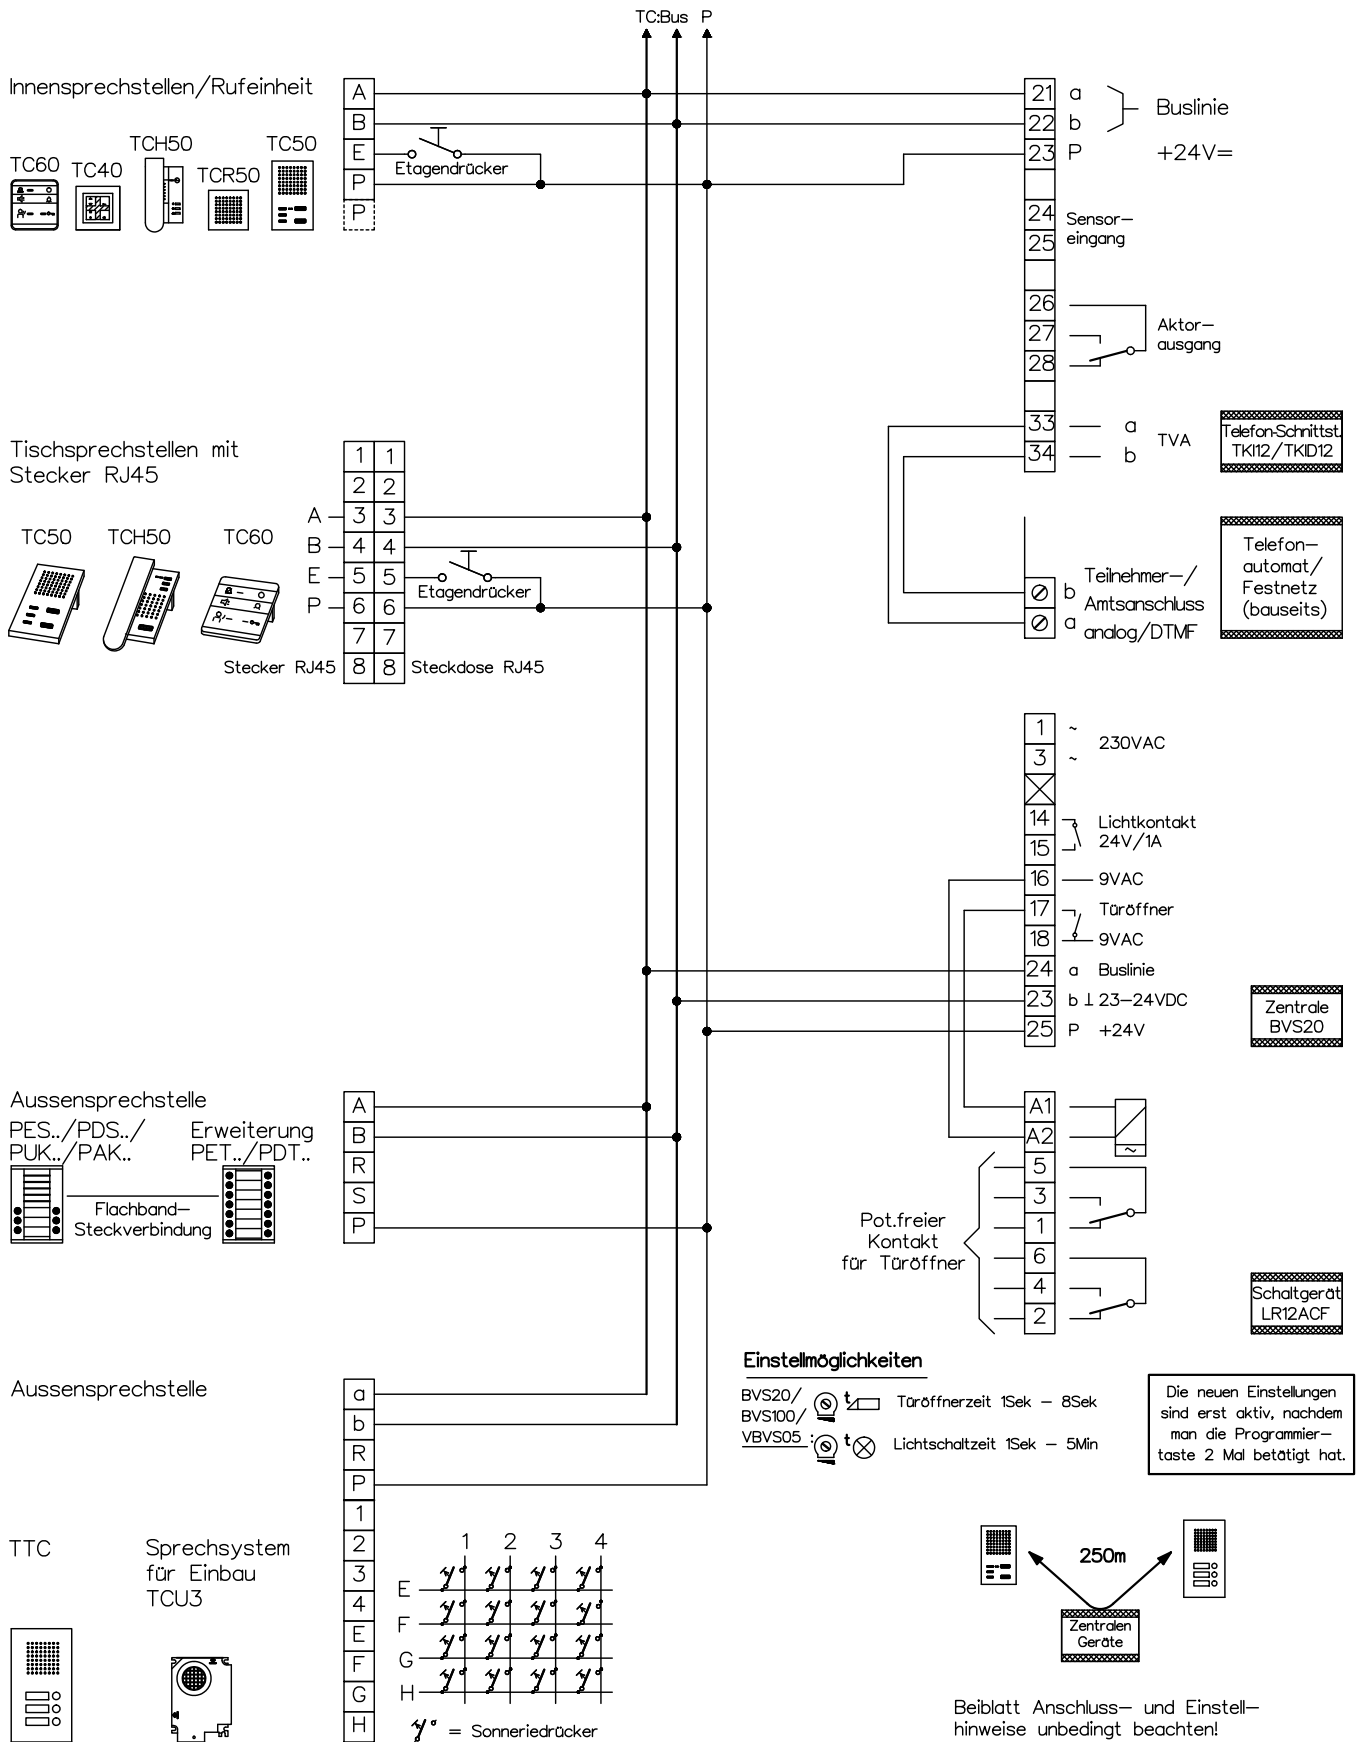 TC:Bus P
Innensprechstellen/Rufeinheit
TC60
TC40
TCH50
TCR50
TC50
A
B
E
P
P
Etagendrücker
21 a
22 b
Buslinie
23 P +24V=
24
25
Sensor-
eingang
26
27
28
Aktor-
ausgang
33 a
34 b
TVA
Telefon-Schnittst.
TKI12/TKID12
Tischsprechstellen mit
Stecker RJ45
TC50
TCH50
TC60
1 1
2 2
A 3 3
B 4 4
E 5 5
P 6 6
7 7
Stecker RJ45 8 8 Steckdose RJ45
Etagendrücker
b
a
Teilnehmer-/
Amtsanschluss
analog/DTMF
Telefon-
automat/
Festnetz
(bauseits)
1 ~
3 ~
230VAC
14
15
Lichtkontakt
24V/1A
16 9VAC
17 Türöffner
18 9VAC
24 a Buslinie
23 b ⊥ 23-24VDC
25 P +24V
Zentrale
BVS20
Aussensprechstelle
PES../PDS../
PUK../PAK..
Erweiterung
PET../PDT..
Flachband-
Steckverbindung
A
B
R
S
P
A1
A2
~
5
3
1
6
4
2
Pot.freier
Kontakt
für Türöffner
Schaltgerät
LR12ACF
Einstellmöglichkeiten
BVS20/
BVS100/
VBVS05 :
t Türöffnerzeit 1Sek - 8Sek
t Lichtschaltzeit 1Sek - 5Min
Die neuen Einstellungen
sind erst aktiv, nachdem
man die Programmier-
taste 2 Mal betätigt hat.
Aussensprechstelle
a
b
R
P
1
2
3
4
E
F
G
H
TTC
Sprechsystem
für Einbau
TCU3
1 2 3 4
E
F
G
H
= Sonneriedrücker
250m
Zentralen
Geräte
Beiblatt Anschluss- und Einstell-
hinweise unbedingt beachten!